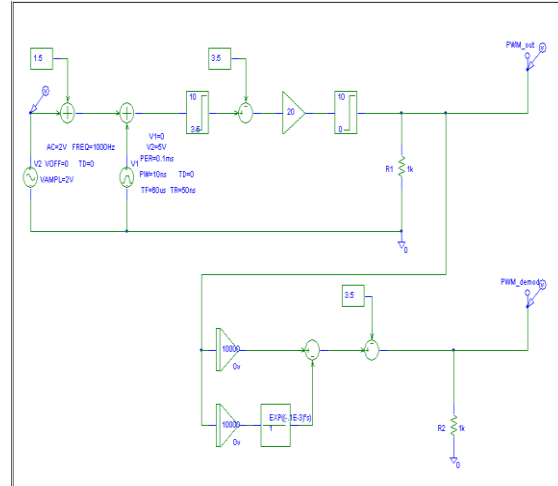 PWM_out
1.5
3.5
10
3.5
20
10
0
AC=2V FREQ=1000Hz
V2 VOFF=0 TD=0
VAMPL=2V
V1=0
V2=5V
PER=0.1ms
V1
PW=10ns TD=0
TF=80us TR=50ns
R1
1k
0
PWM_demod
3.5
10000
0v
10000
0v
EXP((-.1E-3)*s)
1
R2
1k
0